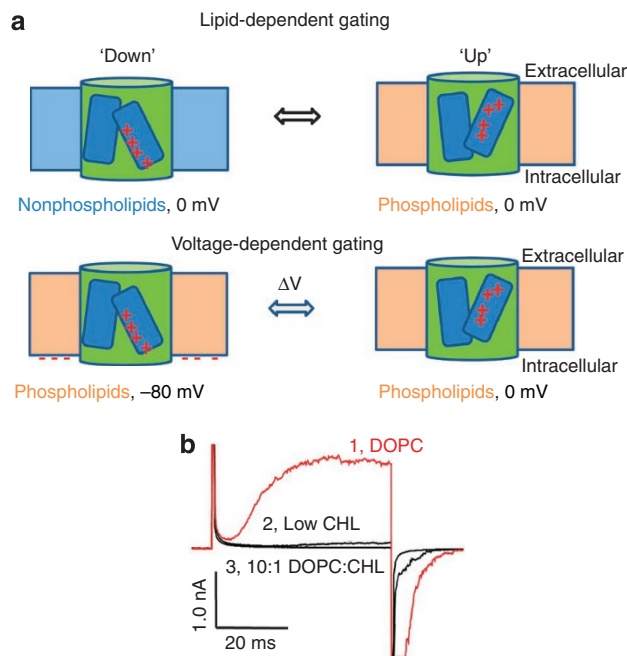 a
Lipid-dependent gating
‘Down’
‘Up’
Extracellular
Intracellular
Nonphospholipids, 0 mV
Phospholipids, 0 mV
Voltage-dependent gating
Extracellular
ΔV
Intracellular
Phospholipids, –80 mV
Phospholipids, 0 mV
b
1, DOPC
2, Low CHL
3, 10:1 DOPC:CHL
1.0 nA
20 ms